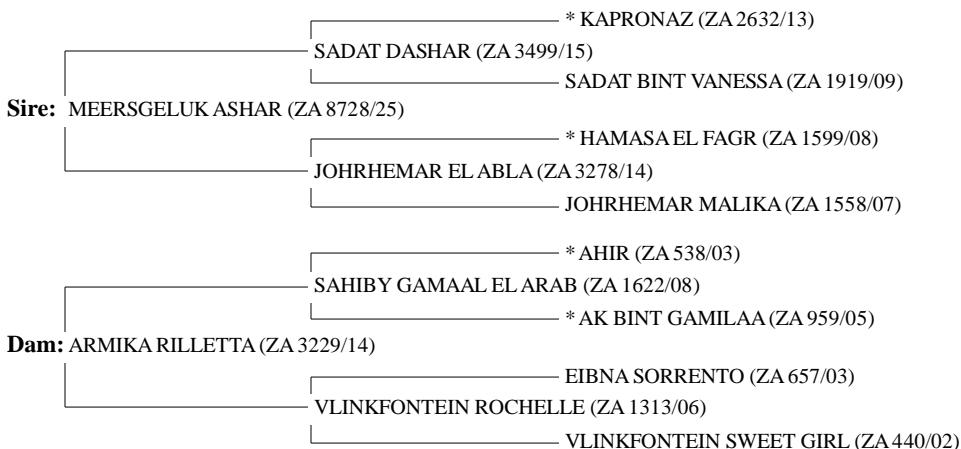 * KAPRONAZ (ZA 2632/13)
SADAT DASHAR (ZA 3499/15)
SADAT BINT VANESSA (ZA 1919/09)
Sire: MEERSGELUK ASHAR (ZA 8728/25)
* HAMASA EL FAGR (ZA 1599/08)
JOHRHEMAR EL ABLA (ZA 3278/14)
JOHRHEMAR MALIKA (ZA 1558/07)
* AHIR (ZA 538/03)
SAHIBY GAMAAL EL ARAB (ZA 1622/08)
* AK BINT GAMILAA (ZA 959/05)
Dam: ARMIKA RILLETTA (ZA 3229/14)
EIBNA SORRENTO (ZA 657/03)
VLINKFONTEIN ROCHELLE (ZA 1313/06)
VLINKFONTEIN SWEET GIRL (ZA 440/02)